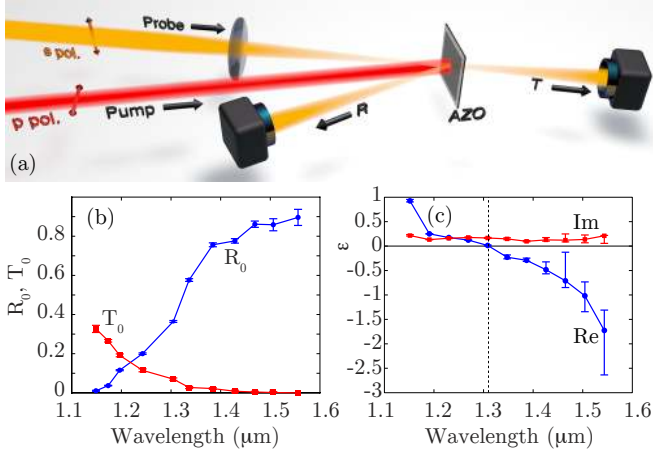 Probe
s pol.
p pol.
Pump
R
T
AZO
(a)
(b)
R₀, T₀
0.8
0.6
0.4
0.2
0
T₀
R₀
1.1 1.2 1.3 1.4 1.5 1.6
Wavelength (μm)
(c)
ε
1
0.5
0
-0.5
-1
-1.5
-2
-2.5
-3
Im
Re
1.1 1.2 1.3 1.4 1.5 1.6
Wavelength (μm)